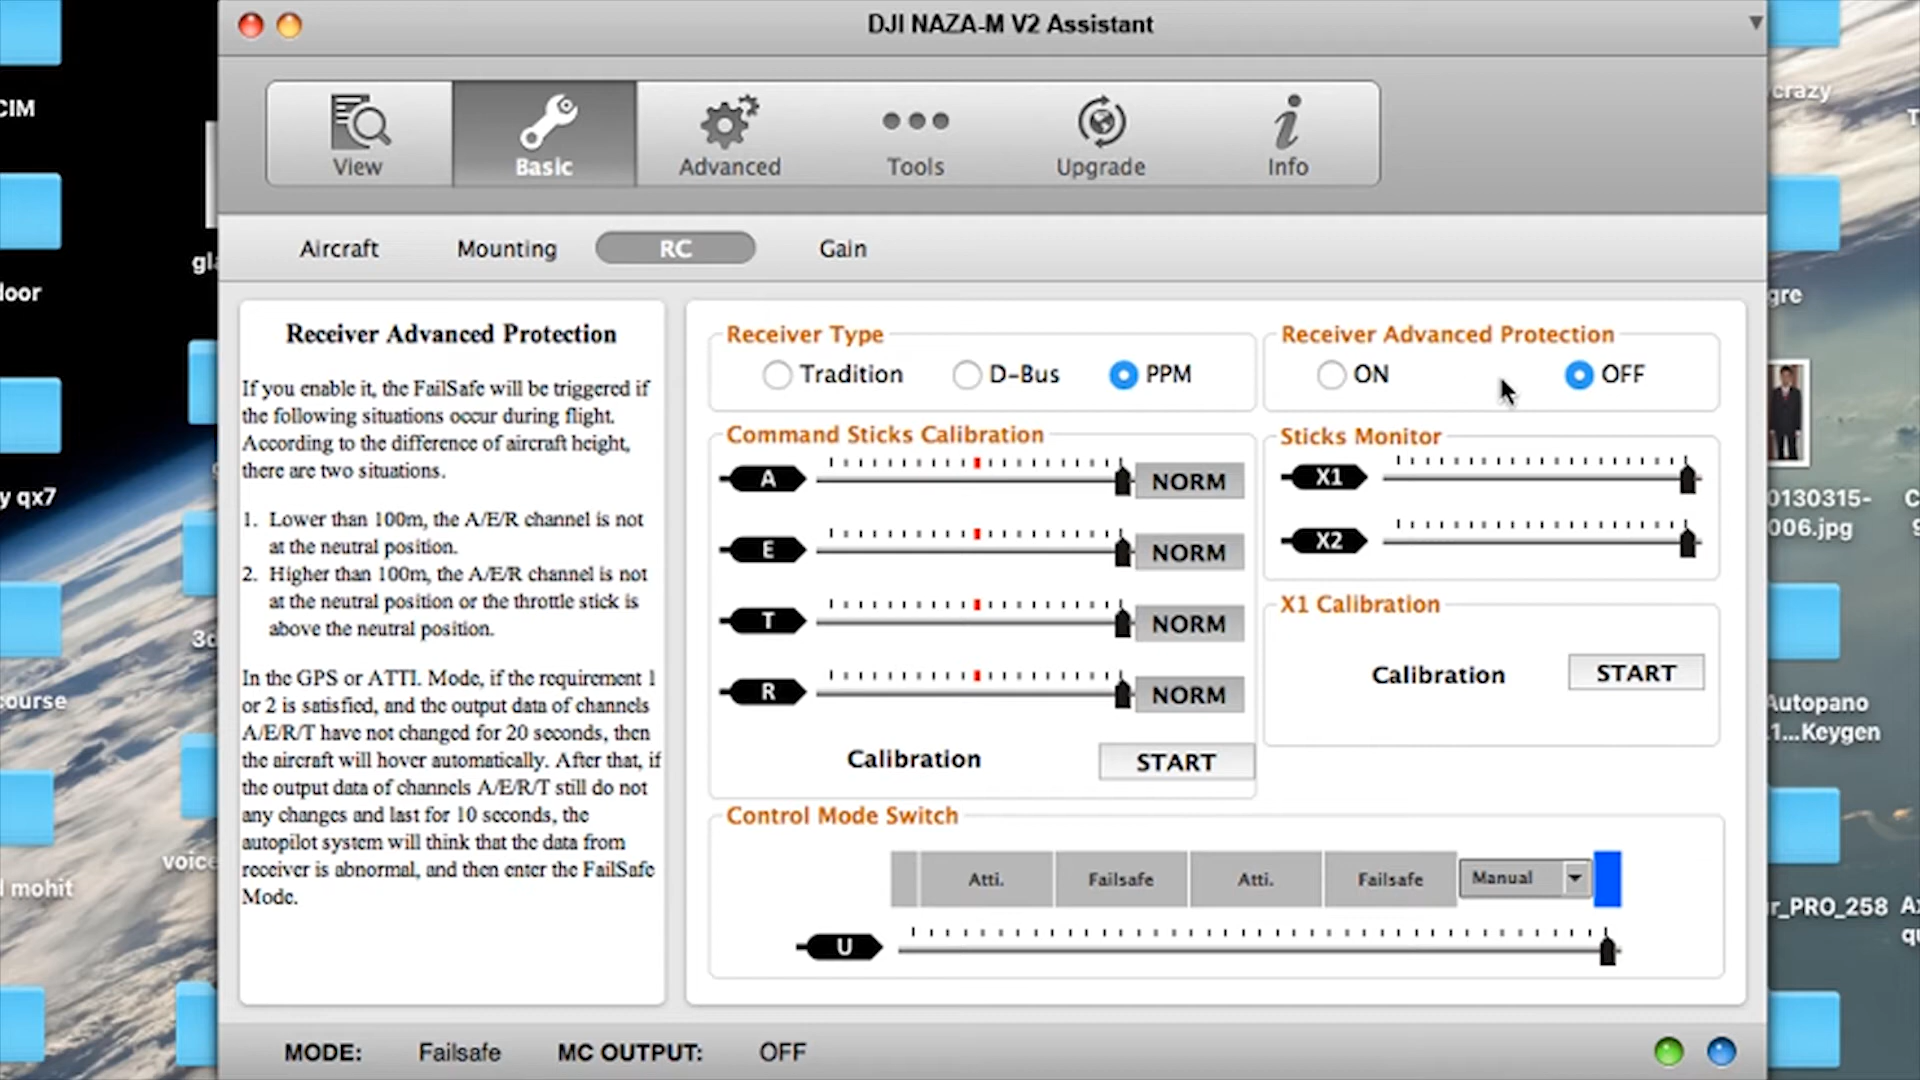 DJI NAZA-M V2 Assistant
View
Basic
Advanced
Tools
Upgrade
Info
Aircraft
Mounting
RC
Gain
Receiver Advanced Protection
If you enable it, the FailSafe will be triggered if
the following situations occur during flight.
According to the difference of aircraft height,
there are two situations.
1. Lower than 100m, the A/E/R channel is not
at the neutral position.
2. Higher than 100m, the A/E/R channel is not
at the neutral position or the throttle stick is
above the neutral position.
In the GPS or ATTI. Mode, if the requirement 1
or 2 is satisfied, and the output data of channels
A/E/R/T have not changed for 20 seconds, then
the aircraft will hover automatically. After that, if
the output data of channels A/E/R/T still do not
any changes and last for 10 seconds, the
autopilot system will think that the data from
receiver is abnormal, and then enter the FailSafe
Mode.
Receiver Type
Tradition
D-Bus
PPM
Receiver Advanced Protection
ON
OFF
Command Sticks Calibration
A
NORM
E
NORM
T
NORM
R
NORM
Calibration
START
Sticks Monitor
X1
X2
X1 Calibration
Calibration
START
Control Mode Switch
Atti.
Failsafe
Atti.
Failsafe
Manual
U
MODE:
Failsafe
MC OUTPUT:
OFF
CIM
y qx7
mohit
crazy
gre
0130315-
006.jpg
Autopano
1...Keygen
r_PRO_258